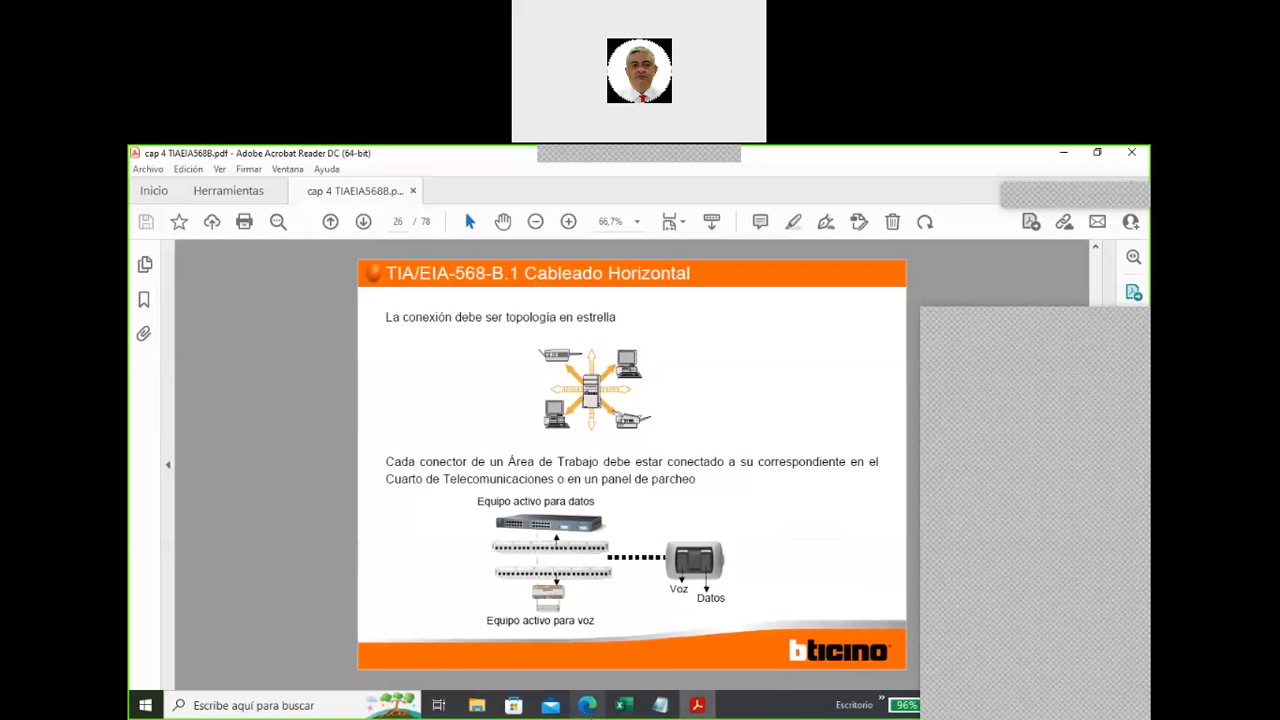 cap 4 TIAEIA568B.pdf - Adobe Acrobat Reader DC (64-bit)
Archivo Edición Ver Firmar Ventana Ayuda
Inicio Herramientas cap 4 TIAEIA568B.p... ×
26 / 78 66,7%
TIA/EIA-568-B.1 Cableado Horizontal
La conexión debe ser topología en estrella
Cada conector de un Área de Trabajo debe estar conectado a su correspondiente en el
Cuarto de Telecomunicaciones o en un panel de parcheo
Equipo activo para datos
Voz
Datos
Equipo activo para voz
bticino
Escribe aquí para buscar
Escritorio
96%